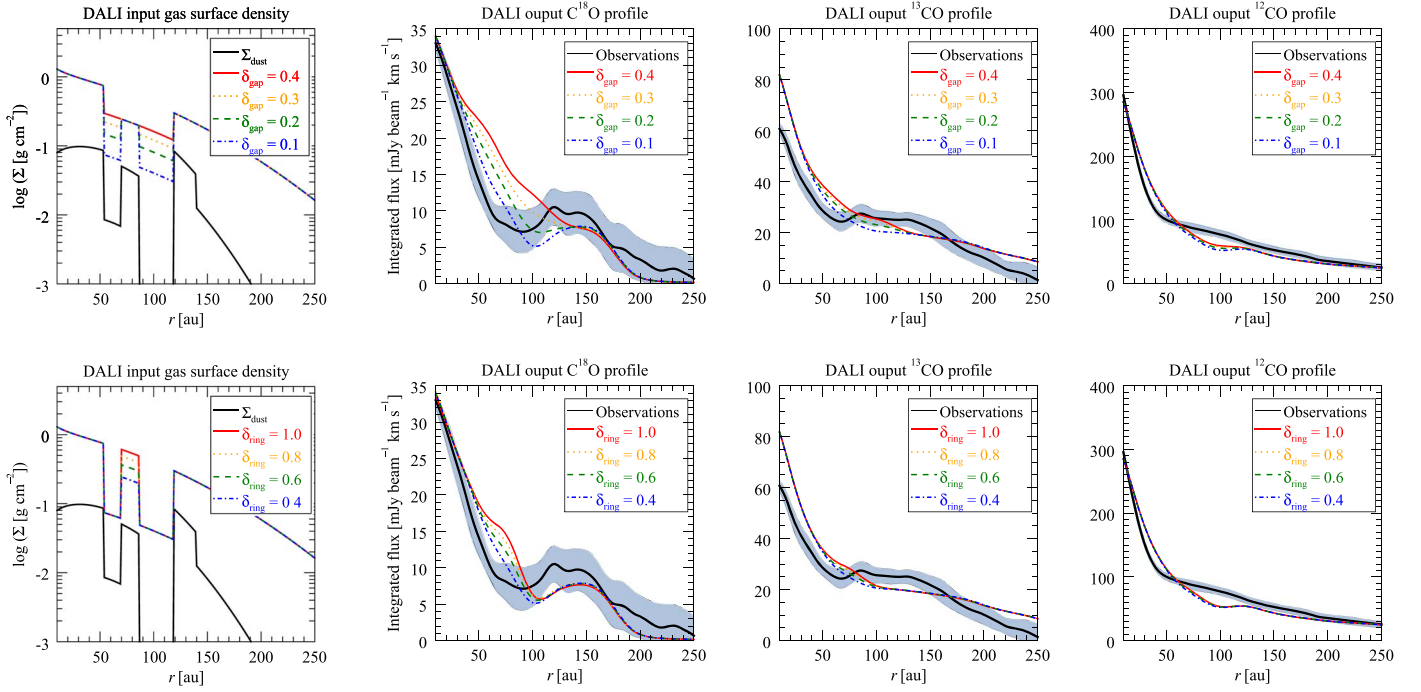 DALI input gas surface density
log (Σ [g cm⁻²])
0
-1
-2
-3
Σdust
δgap = 0.4
δgap = 0.3
δgap = 0.2
δgap = 0.1
50 100 150 200 250
r [au]
DALI ouput C¹⁸O profile
Integrated flux [mJy beam⁻¹ km s⁻¹]
35
30
25
20
15
10
5
0
Observations
δgap = 0.4
δgap = 0.3
δgap = 0.2
δgap = 0.1
50 100 150 200 250
r [au]
DALI ouput ¹³CO profile
100
80
60
40
20
0
Observations
δgap = 0.4
δgap = 0.3
δgap = 0.2
δgap = 0.1
50 100 150 200 250
r [au]
DALI ouput ¹²CO profile
400
300
200
100
0
Observations
δgap = 0.4
δgap = 0.3
δgap = 0.2
δgap = 0.1
50 100 150 200 250
r [au]
DALI input gas surface density
log (Σ [g cm⁻²])
0
-1
-2
-3
Σdust
δring = 1.0
δring = 0.8
δring = 0.6
δring = 0 4
50 100 150 200 250
r [au]
DALI ouput C¹⁸O profile
Integrated flux [mJy beam⁻¹ km s⁻¹]
35
30
25
20
15
10
5
0
Observations
δring = 1.0
δring = 0.8
δring = 0.6
δring = 0.4
50 100 150 200 250
r [au]
DALI ouput ¹³CO profile
100
80
60
40
20
0
Observations
δring = 1.0
δring = 0.8
δring = 0.6
δring = 0.4
50 100 150 200 250
r [au]
DALI ouput ¹²CO profile
400
300
200
100
0
Observations
δring = 1.0
δring = 0.8
δring = 0.6
δring = 0.4
50 100 150 200 250
r [au]